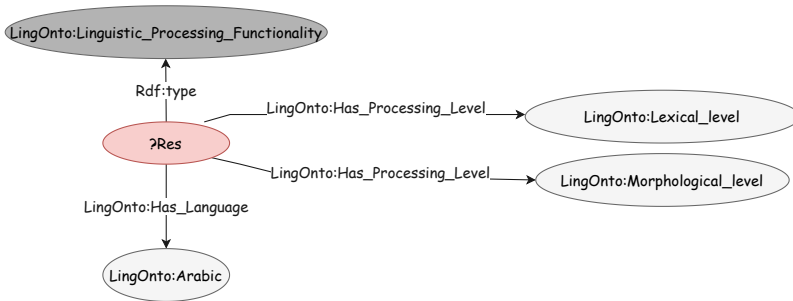 LingOnto:Linguistic_Processing_Functionality
Rdf:type
LingOnto:Has_Processing_Level
LingOnto:Lexical_level
?Res
LingOnto:Has_Processing_Level
LingOnto:Morphological_level
LingOnto:Has_Language
LingOnto:Arabic